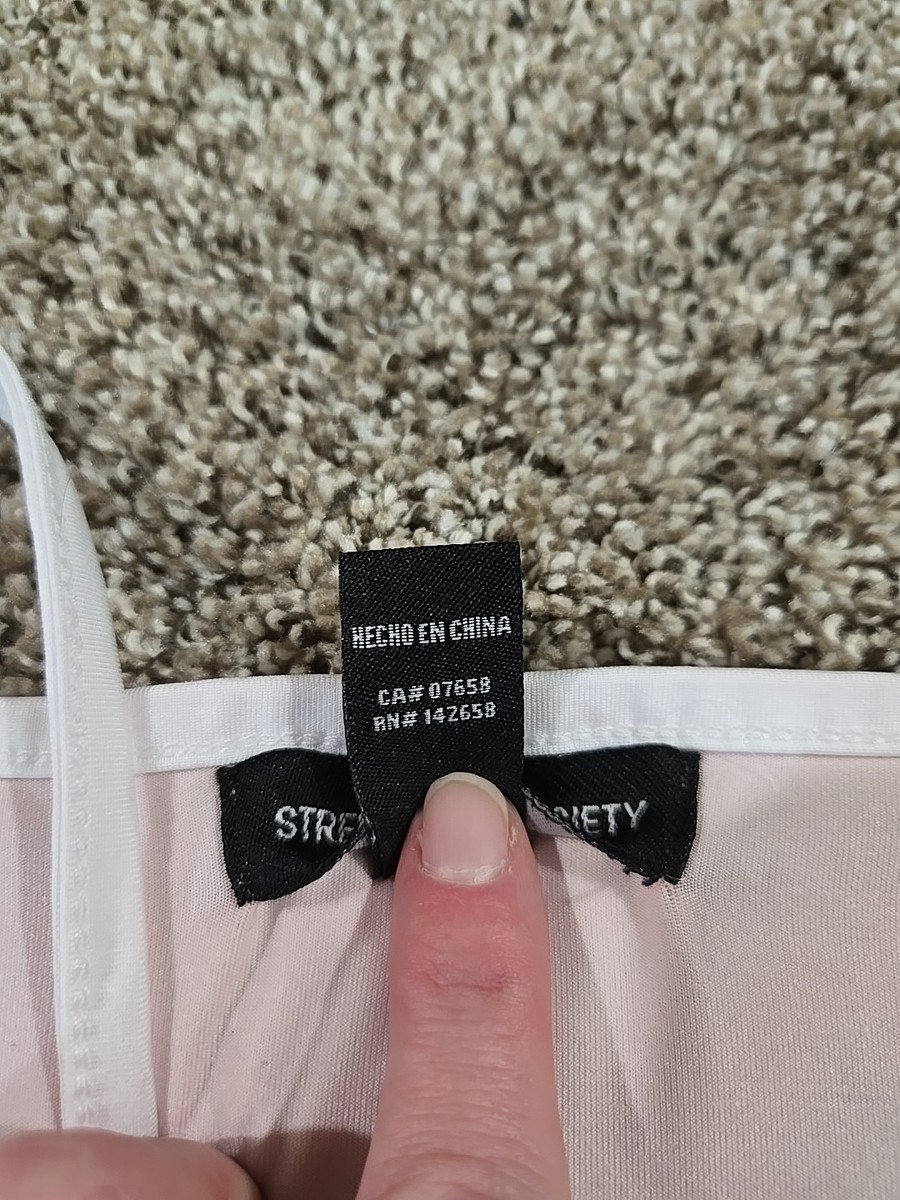 HECHO EN CHINA
CA# 07658
RN# 142658